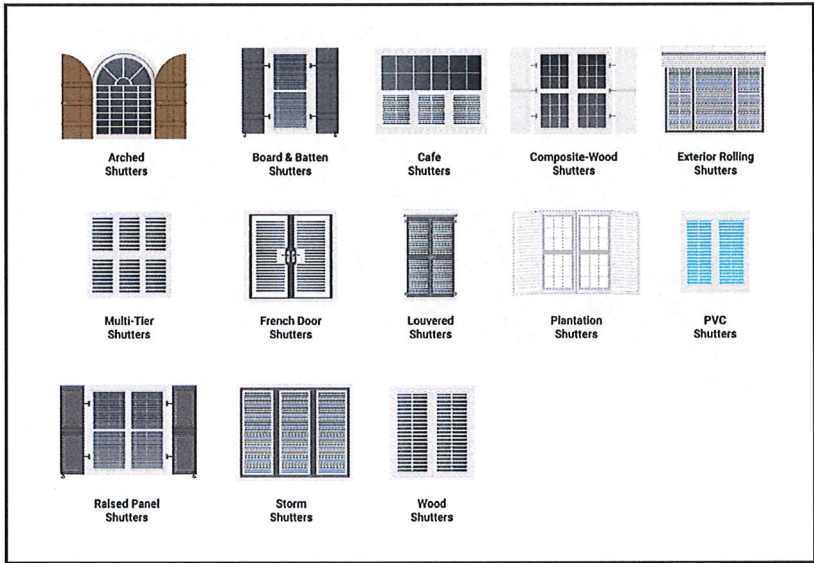 Arched
Shutters
Board & Batten
Shutters
Cafe
Shutters
Composite-Wood
Shutters
Exterior Rolling
Shutters
Multi-Tier
Shutters
French Door
Shutters
Louvered
Shutters
Plantation
Shutters
PVC
Shutters
Raised Panel
Shutters
Storm
Shutters
Wood
Shutters